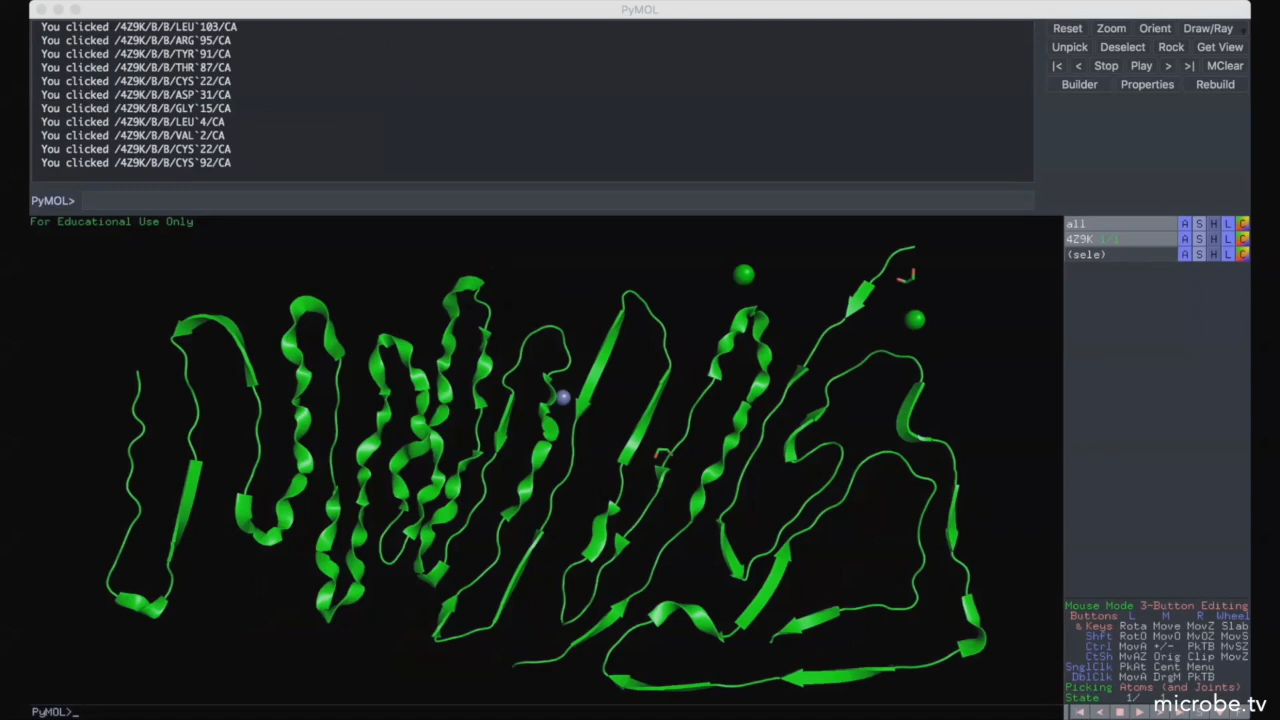 PyMOL
You clicked /4Z9K/B/B/LEU`103/CA
You clicked /4Z9K/B/B/ARG`95/CA
You clicked /4Z9K/B/B/TYR`91/CA
You clicked /4Z9K/B/B/THR`87/CA
You clicked /4Z9K/B/B/CYS`22/CA
You clicked /4Z9K/B/B/ASP`31/CA
You clicked /4Z9K/B/B/GLY`15/CA
You clicked /4Z9K/B/B/LEU`4/CA
You clicked /4Z9K/B/B/VAL`2/CA
You clicked /4Z9K/B/B/CYS`22/CA
You clicked /4Z9K/B/B/CYS`92/CA
PyMOL>
Reset Zoom Orient Draw/Ray
Unpick Deselect Rock Get View
|< < Stop Play > >| MClear
Builder Properties Rebuild
For Educational Use Only
all A S H L C
4Z9K 1/1 A S H L C
(sele) A S H L C
Mouse Mode 3-Button Editing
Buttons L M R Wheel
& Keys Rota Move MovZ Slab
Shft RotO MovO MvOZ MovS
Ctrl MovA +/- PkTB MvSZ
CtSh MvAZ Orig Clip MovZ
SnglClk PkAt Cent Menu
DblClk MovA DrgM PkTB
Picking Atoms (and Joints)
State 1/
PyMOL>_
microbe.tv